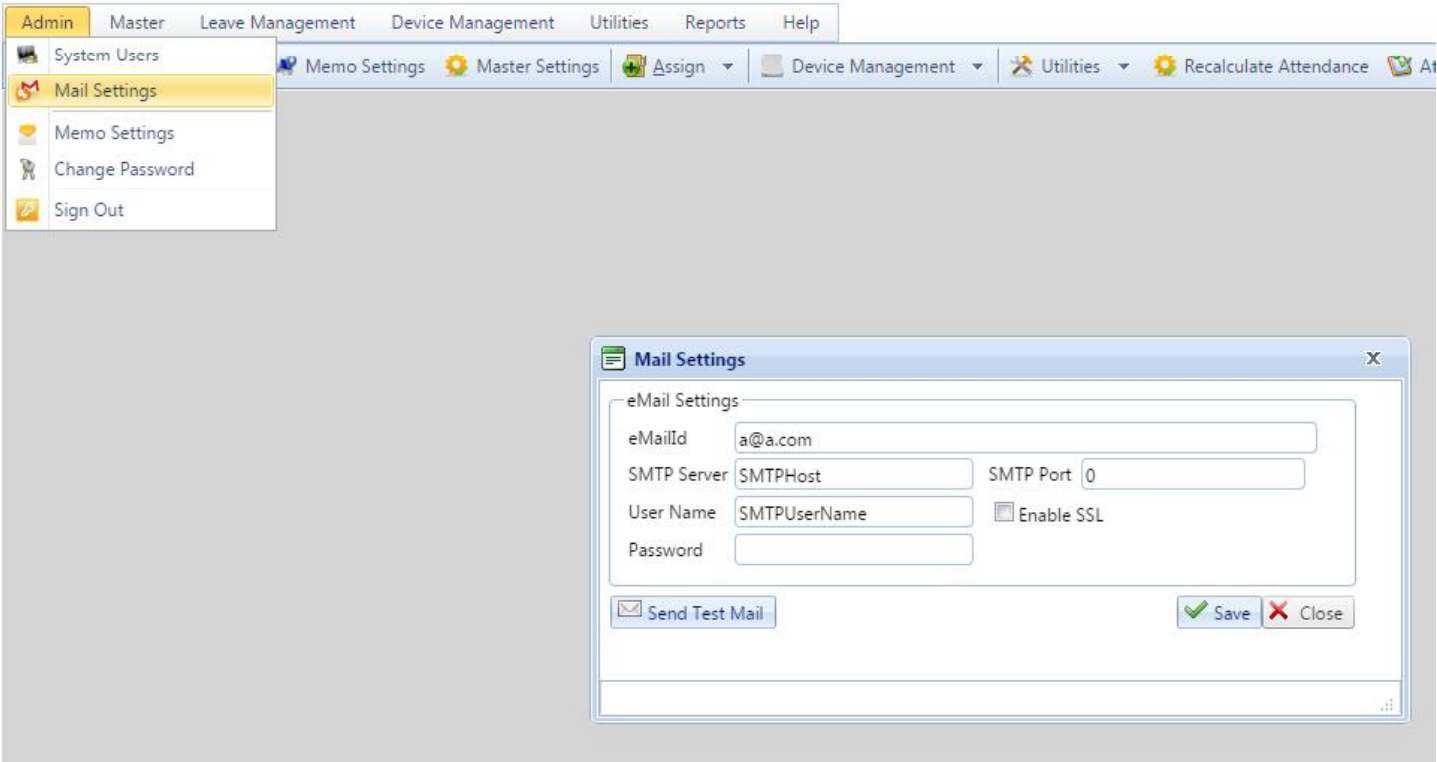 Admin Master Leave Management Device Management Utilities Reports Help
System Users
Memo Settings Master Settings Assign Device Management Utilities Recalculate Attendance
Mail Settings
Memo Settings
Change Password
Sign Out
Mail Settings x
eMail Settings
eMailId a@a.com
SMTP Server SMTPHost SMTP Port 0
User Name SMTPUserName Enable SSL
Password
Send Test Mail Save Close